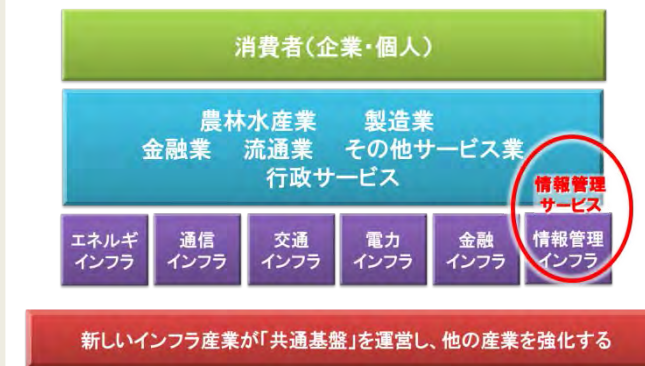 消費者(企業・個人)
農林水産業 製造業
金融業 流通業 その他サービス業
行政サービス
情報管理
サービス
エネルギ
インフラ
通信
インフラ
交通
インフラ
電力
インフラ
金融
インフラ
情報管理
インフラ
新しいインフラ産業が「共通基盤」を運営し、他の産業を強化する